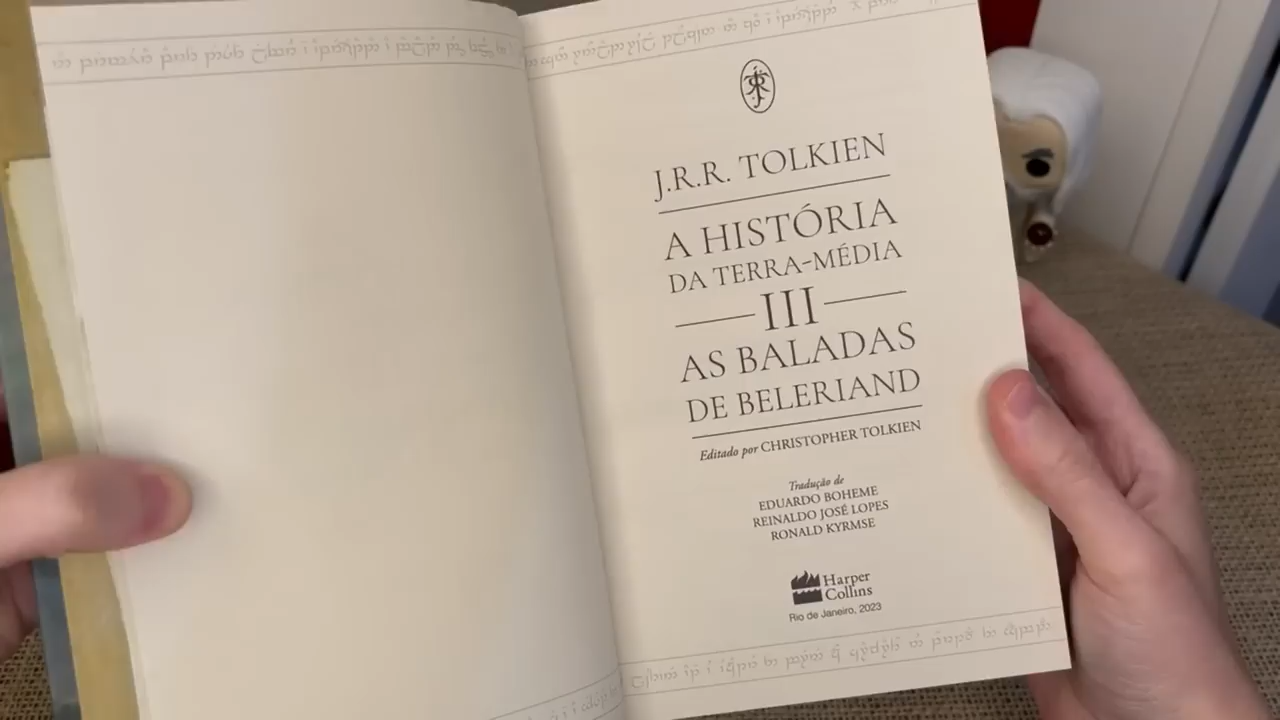 J.R.R. TOLKIEN
A HISTÓRIA
DA TERRA-MÉDIA
III
AS BALADAS
DE BELERIAND
Editado por CHRISTOPHER TOLKIEN
Tradução de
EDUARDO BOHEME
REINALDO JOSÉ LOPES
RONALD KYRMSE
Harper
Collins
Rio de Janeiro, 2023